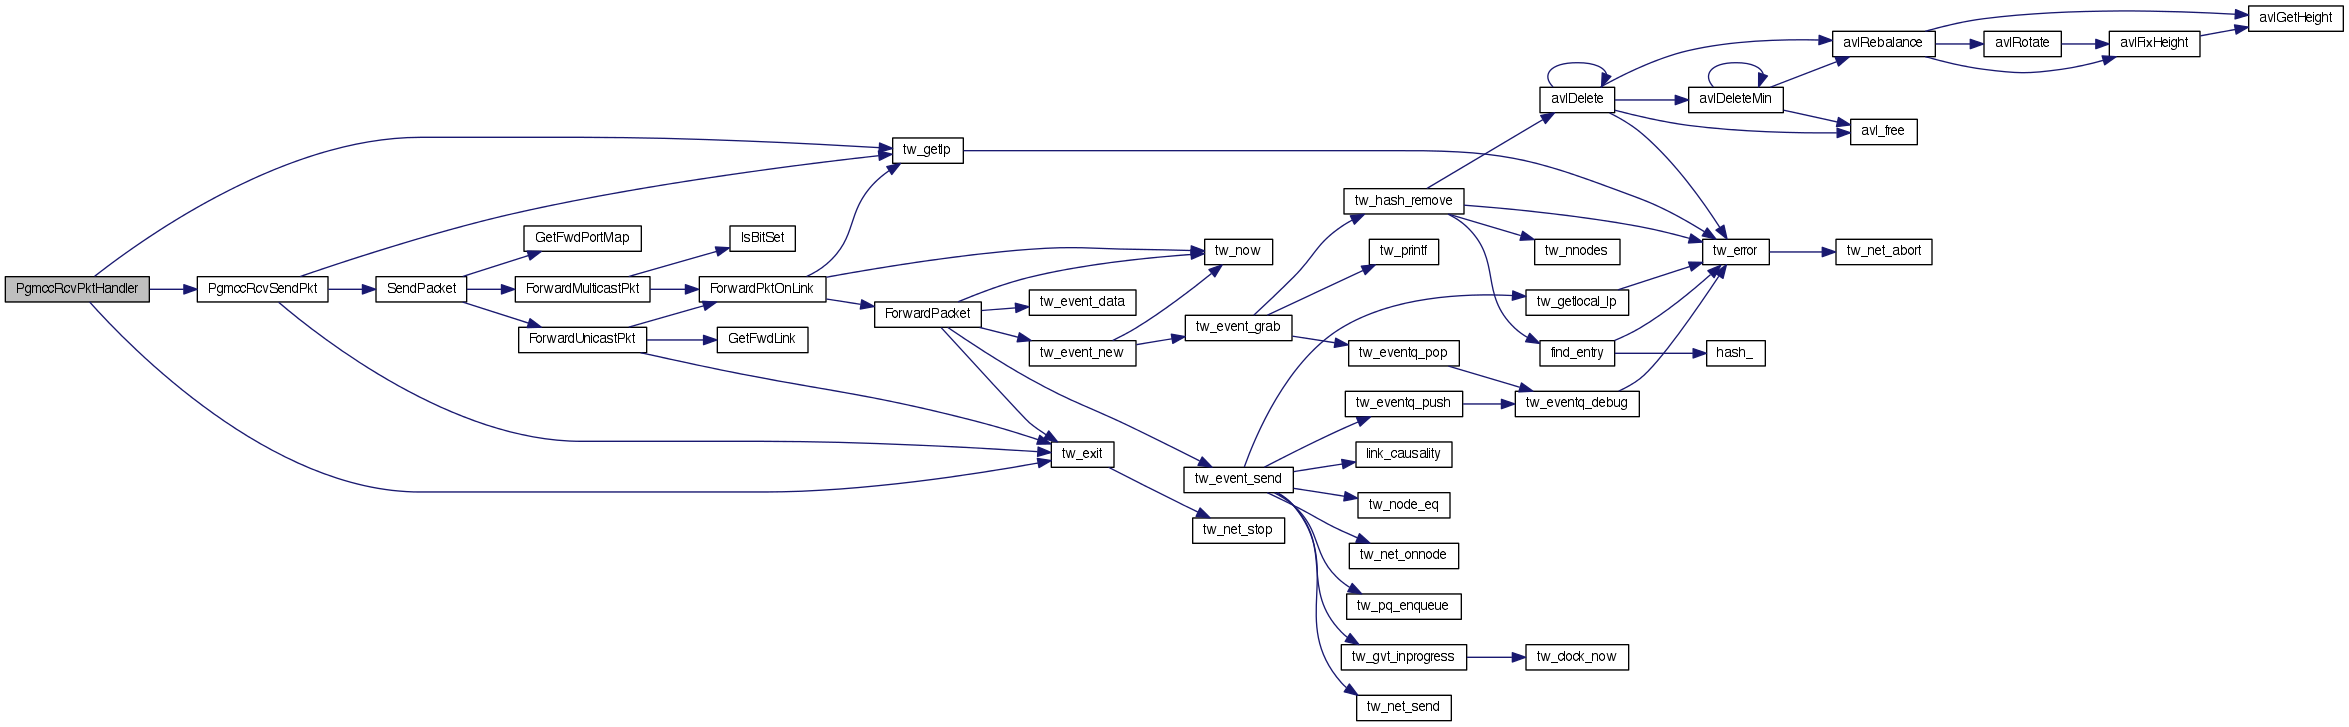 PgmccRcvPktHandler
PgmccRcvSendPkt
SendPacket
GetFwdPortMap
ForwardMulticastPkt
ForwardUnicastPkt
IsBitSet
ForwardPktOnLink
GetFwdLink
tw_getlp
ForwardPacket
tw_event_data
tw_event_new
tw_exit
tw_now
tw_event_grab
tw_event_send
tw_net_stop
tw_hash_remove
tw_printf
tw_eventq_pop
tw_eventq_push
link_causality
tw_node_eq
tw_net_onnode
tw_pq_enqueue
tw_gvt_inprogress
tw_net_send
avlDelete
tw_nnodes
tw_getlocal_lp
find_entry
tw_eventq_debug
tw_clock_now
avlDeleteMin
tw_error
hash_
avlRebalance
avl_free
tw_net_abort
avlRotate
avlFixHeight
avlGetHeight